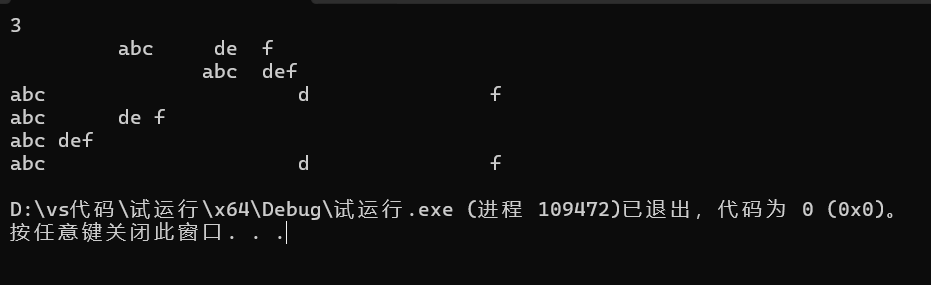 3
         abc     de  f
                abc  def
abc                     d               f
abc      de f
abc def
abc                     d               f
D:\vs代码\试运行\x64\Debug\试运行.exe (进程 109472)已退出，代码为 0 (0x0)。
按任意键关闭此窗口. . .